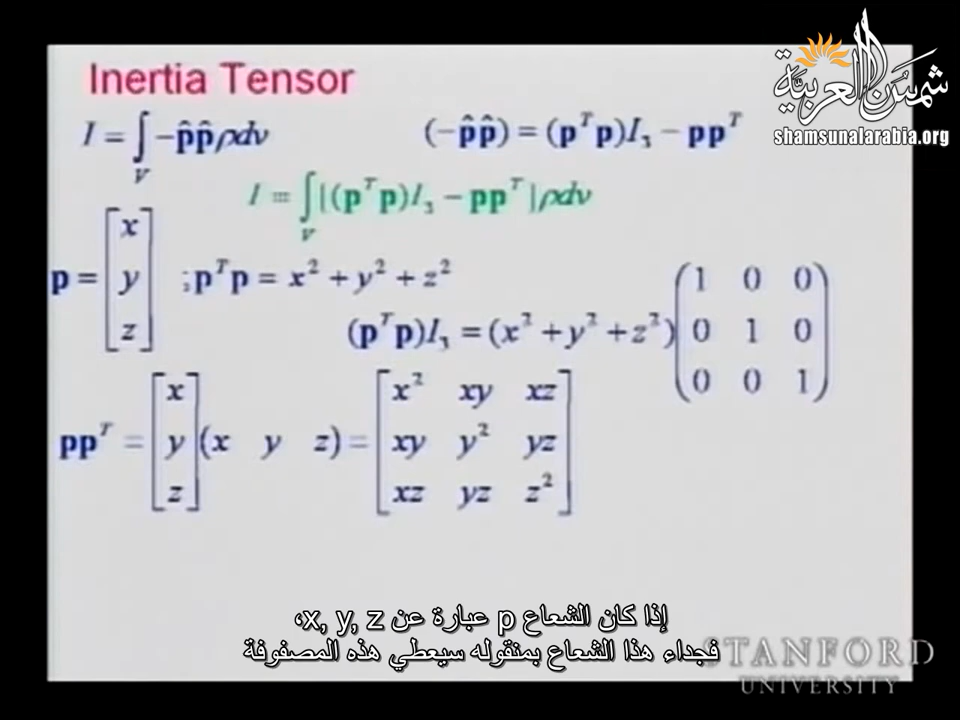 شمس العربية
shamsunalarabia.org
Inertia Tensor
I = ∫_V −p̂p̂ρdv
(−p̂p̂) = (pᵀp)I₃ − ppᵀ
I = ∫_V [(pᵀp)I₃ − ppᵀ]ρdv
p = [x y z] ;pᵀp = x² + y² + z²
(pᵀp)I₃ = (x² + y² + z²) (1 0 0
0 1 0
0 0 1)
ppᵀ = [x y z] (x y z) = [x² xy xz
xy y² yz
xz yz z²]
إذا كان الشعاع p عبارة عن x, y, z،
فجداء هذا الشعاع بمنقوله سيعطي هذه المصفوفة
STANFORD
UNIVERSITY